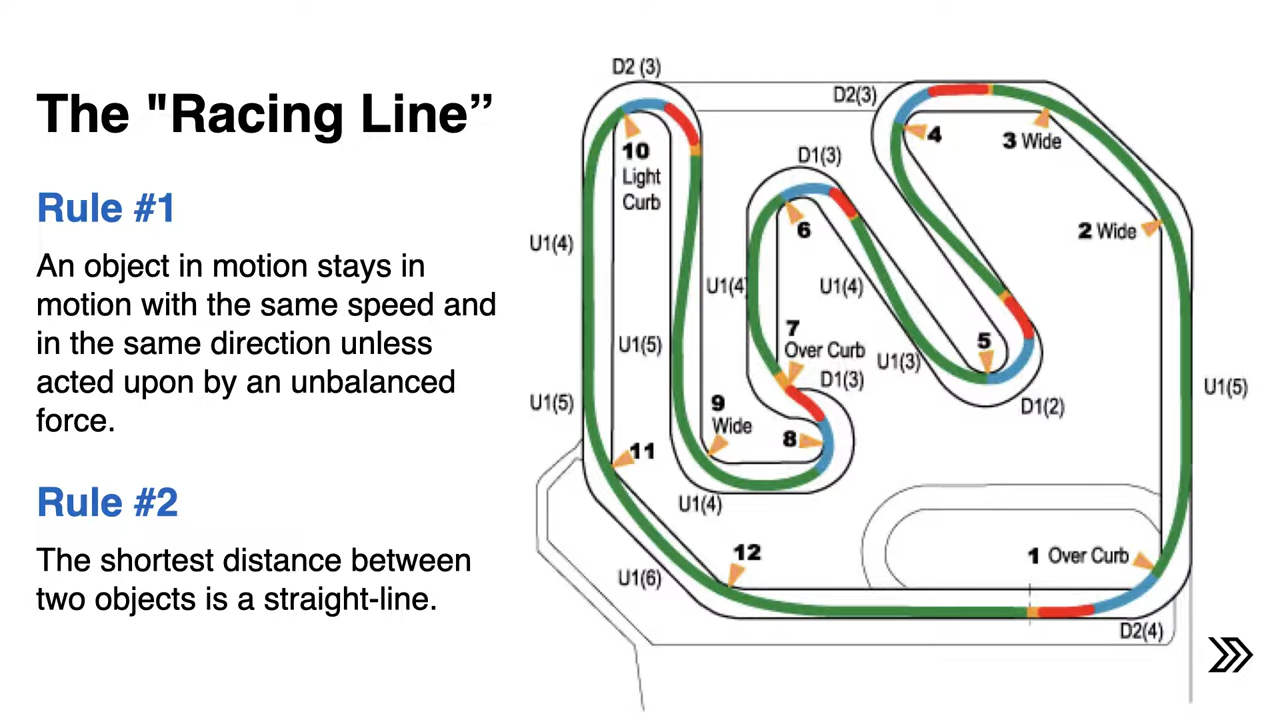 The "Racing Line”
Rule #1
An object in motion stays in
motion with the same speed and
in the same direction unless
acted upon by an unbalanced
force.
Rule #2
The shortest distance between
two objects is a straight-line.
D2 (3)
D2(3)
4
3 Wide
10
Light
Curb
D1(3)
6
2 Wide
U1(4)
U1(4)
U1(4)
7
Over Curb
D1(3)
U1(5)
U1(3)
5
D1(2)
U1(5)
U1(5)
9
Wide
8
11
U1(4)
12
1 Over Curb
U1(6)
D2(4)